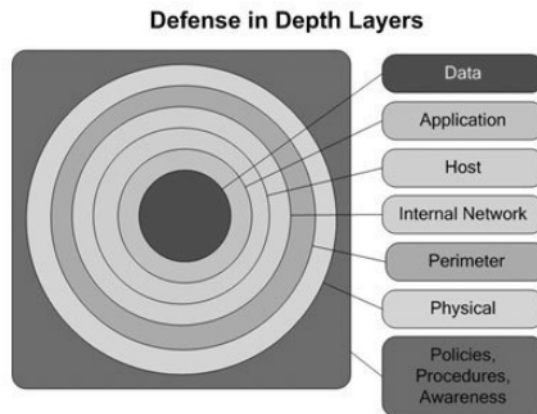 Defense in Depth Layers
Data
Application
Host
Internal Network
Perimeter
Physical
Policies,
Procedures,
Awareness